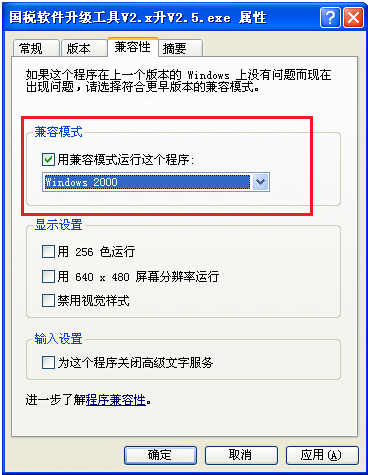 国税软件升级工具V2.x升V2.5.exe 属性
常规 版本 兼容性 摘要
如果这个程序在上一个版本的 Windows 上没有问题而现在
出现问题,请选择符合更早版本的兼容模式。
兼容模式
用兼容模式运行这个程序:
Windows 2000
显示设置
用 256 色运行
用 640 x 480 屏幕分辨率运行
禁用视觉样式
输入设置
为这个程序关闭高级文字服务
进一步了解程序兼容性。
确定 取消 应用(A)